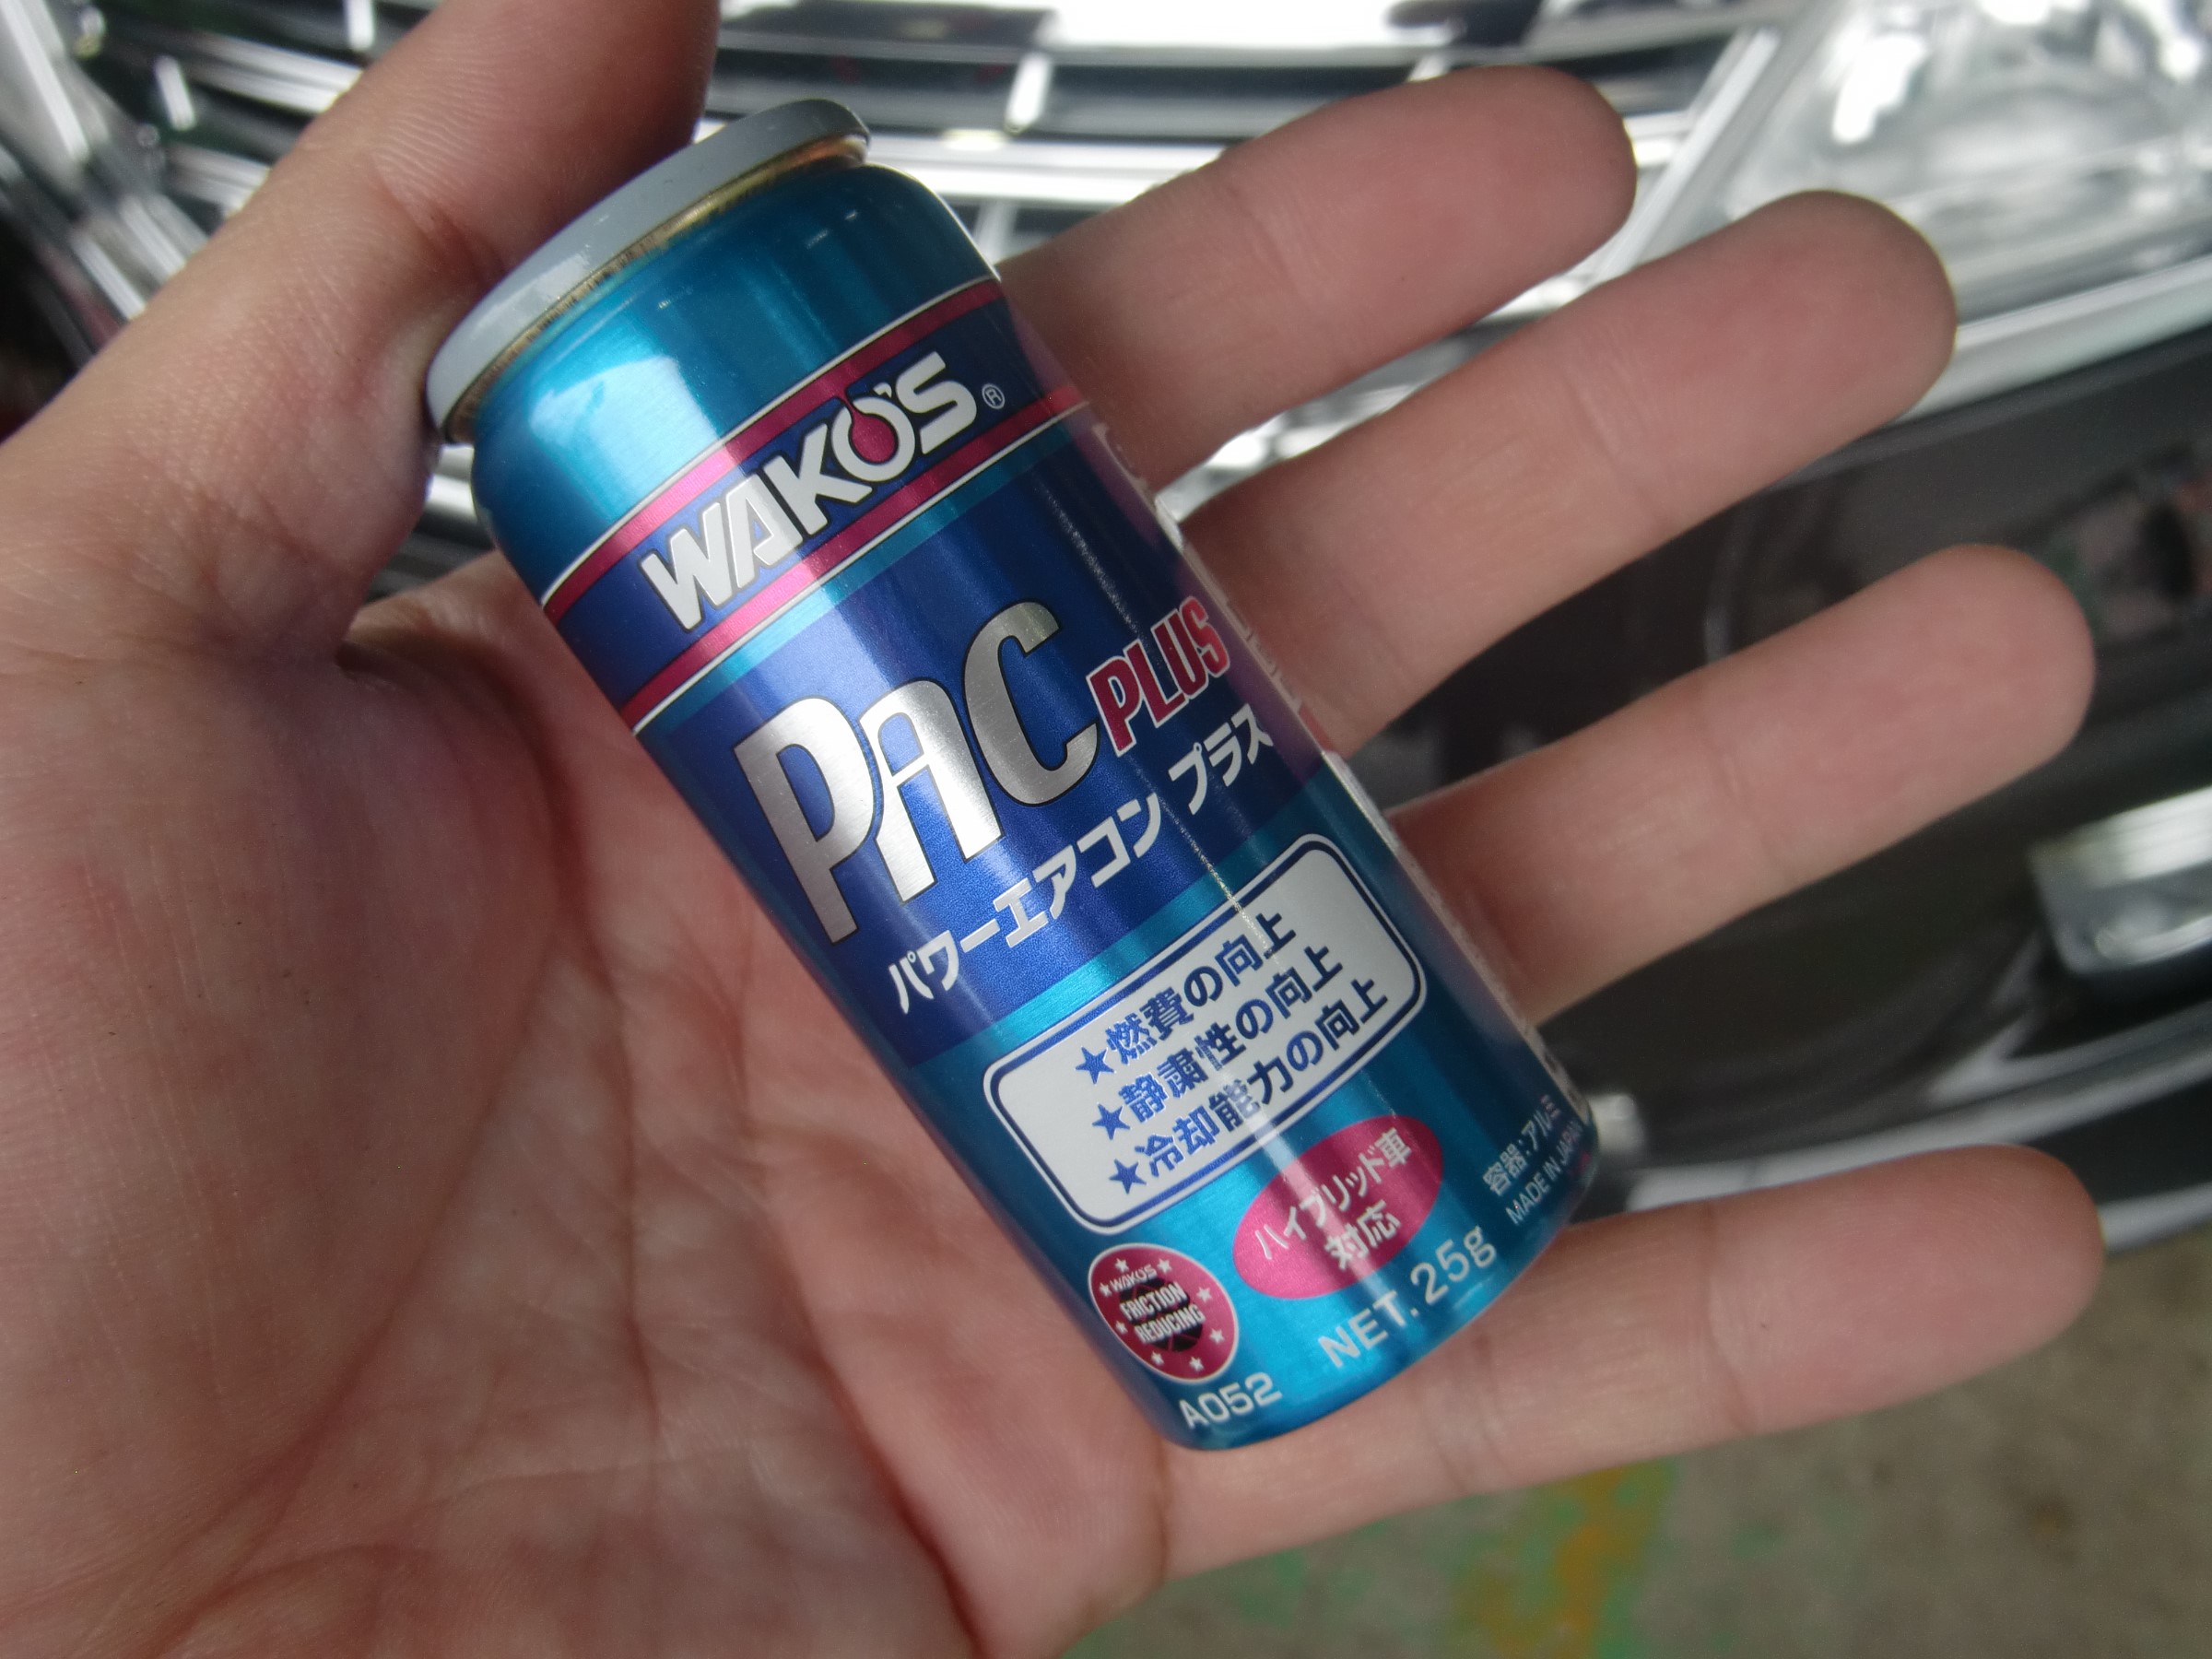 WAKO'S®
PAC PLUS
パワーエアコン プラス
★燃費の向上
★静粛性の向上
★冷却能力の向上
ハイブリッド車
対応
容器:アルミ
MADE IN JAPAN
WAKO'S
FRICTION
REDUCING
NET.25g
A052